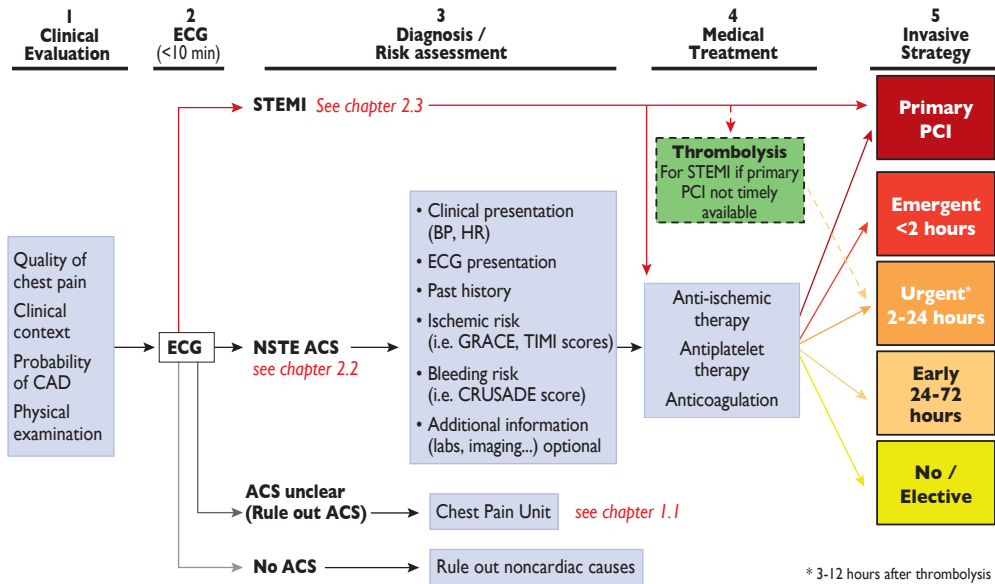 1
Clinical
Evaluation
2
ECG
(<10 min)
3
Diagnosis /
Risk assessment
4
Medical
Treatment
5
Invasive
Strategy
STEMI See chapter 2.3
Primary
PCI
Thrombolysis
For STEMI if primary
PCI not timely
available
Emergent
<2 hours
Urgent*
2-24 hours
Early
24-72
hours
No /
Elective
Quality of
chest pain
Clinical
context
Probability
of CAD
Physical
examination
ECG
NSTE ACS
see chapter 2.2
• Clinical presentation
(BP, HR)
• ECG presentation
• Past history
• Ischemic risk
(i.e. GRACE, TIMI scores)
• Bleeding risk
(i.e. CRUSADE score)
• Additional information
(labs, imaging...) optional
Anti-ischemic
therapy
Antiplatelet
therapy
Anticoagulation
ACS unclear
(Rule out ACS)
Chest Pain Unit
see chapter 1.1
No ACS
Rule out noncardiac causes
* 3-12 hours after thrombolysis